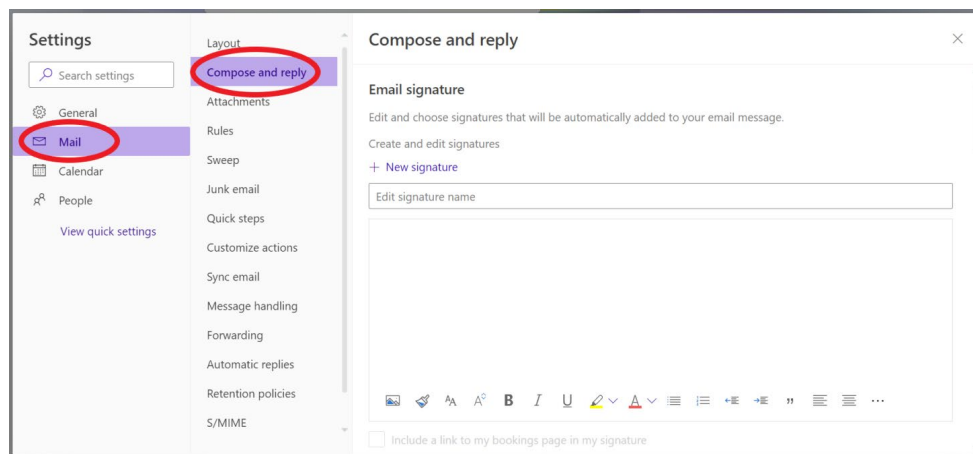 Settings
Search settings
General
Mail
Calendar
People
View quick settings
Layout
Compose and reply
Attachments
Rules
Sweep
Junk email
Quick steps
Customize actions
Sync email
Message handling
Forwarding
Automatic replies
Retention policies
S/MIME
Compose and reply
Email signature
Edit and choose signatures that will be automatically added to your email message.
Create and edit signatures
+ New signature
Edit signature name
B I U A
Include a link to my bookings page in my signature